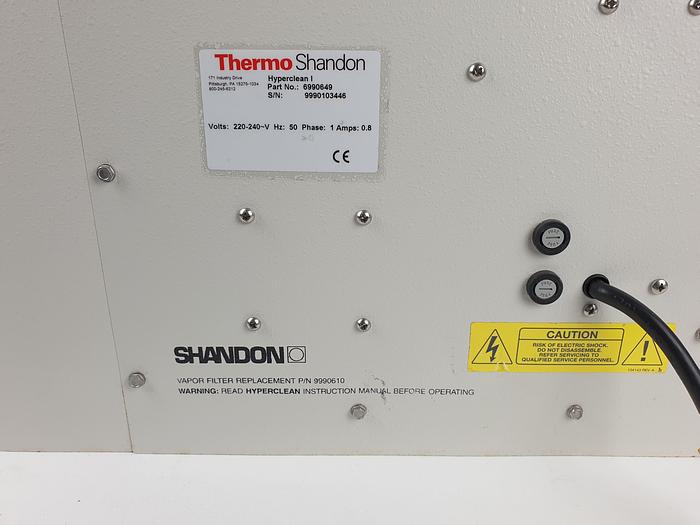 Thermo Shandon
171 Industry Drive
Pittsburgh, PA 15275-1034
800-245-6212
Hyperclean I
Part No.: 6990649
S/N: 9990103446
Volts: 220-240~V Hz: 50 Phase: 1 Amps: 0.8
CE
FUSE
FUSE
SHANDON
CAUTION
RISK OF ELECTRIC SHOCK.
DO NOT DISASSEMBLE.
REFER SERVICING TO
QUALIFIED SERVICE PERSONNEL.
VAPOR FILTER REPLACEMENT P/N 9990610
WARNING: READ HYPERCLEAN INSTRUCTION MANUAL BEFORE OPERATING